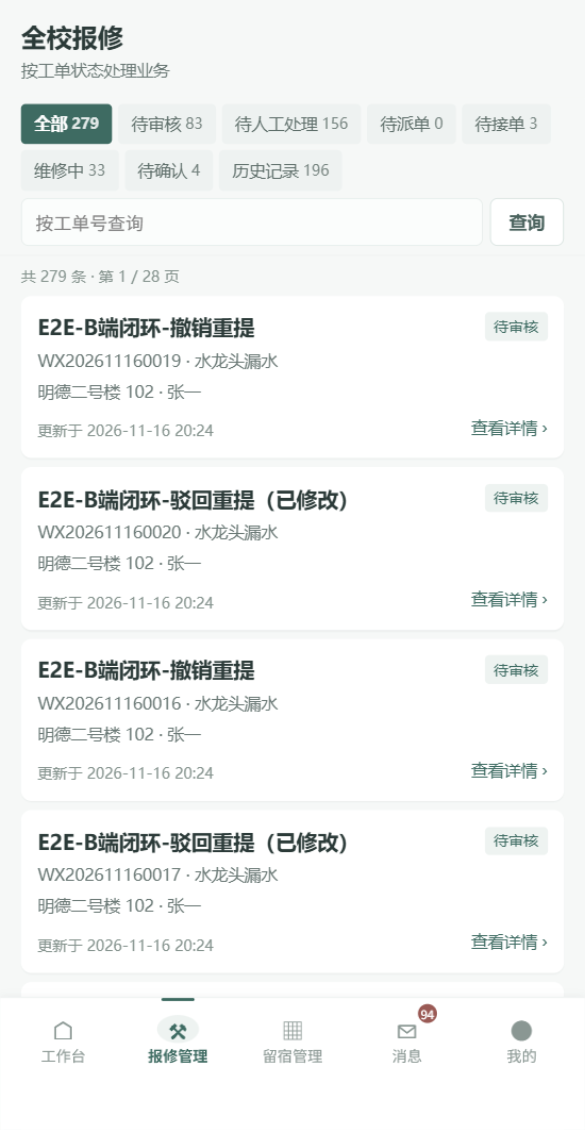 全校报修
按工单状态处理业务
全部 279 待审核 83 待人工处理 156 待派单 0 待接单 3
维修中 33 待确认 4 历史记录 196
按工单号查询 查询
共 279 条 · 第 1 / 28 页
E2E-B端闭环-撤销重提 待审核
WX202611160019 · 水龙头漏水
明德二号楼 102 · 张一
更新于 2026-11-16 20:24 查看详情 ›
E2E-B端闭环-驳回重提（已修改） 待审核
WX202611160020 · 水龙头漏水
明德二号楼 102 · 张一
更新于 2026-11-16 20:24 查看详情 ›
E2E-B端闭环-撤销重提 待审核
WX202611160016 · 水龙头漏水
明德二号楼 102 · 张一
更新于 2026-11-16 20:24 查看详情 ›
E2E-B端闭环-驳回重提（已修改） 待审核
WX202611160017 · 水龙头漏水
明德二号楼 102 · 张一
更新于 2026-11-16 20:24 查看详情 ›
94
工作台 报修管理 留宿管理 消息 我的